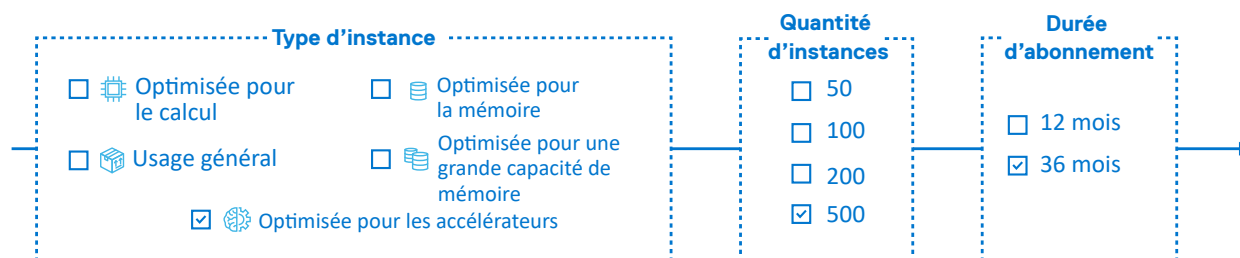 Type d’instance
Optimisée pour
le calcul
Optimisée pour
la mémoire
Usage général
Optimisée pour une
grande capacité de
mémoire
Optimisée pour les accélérateurs
Quantité
d’instances
50
100
200
500
Durée
d’abonnement
12 mois
36 mois